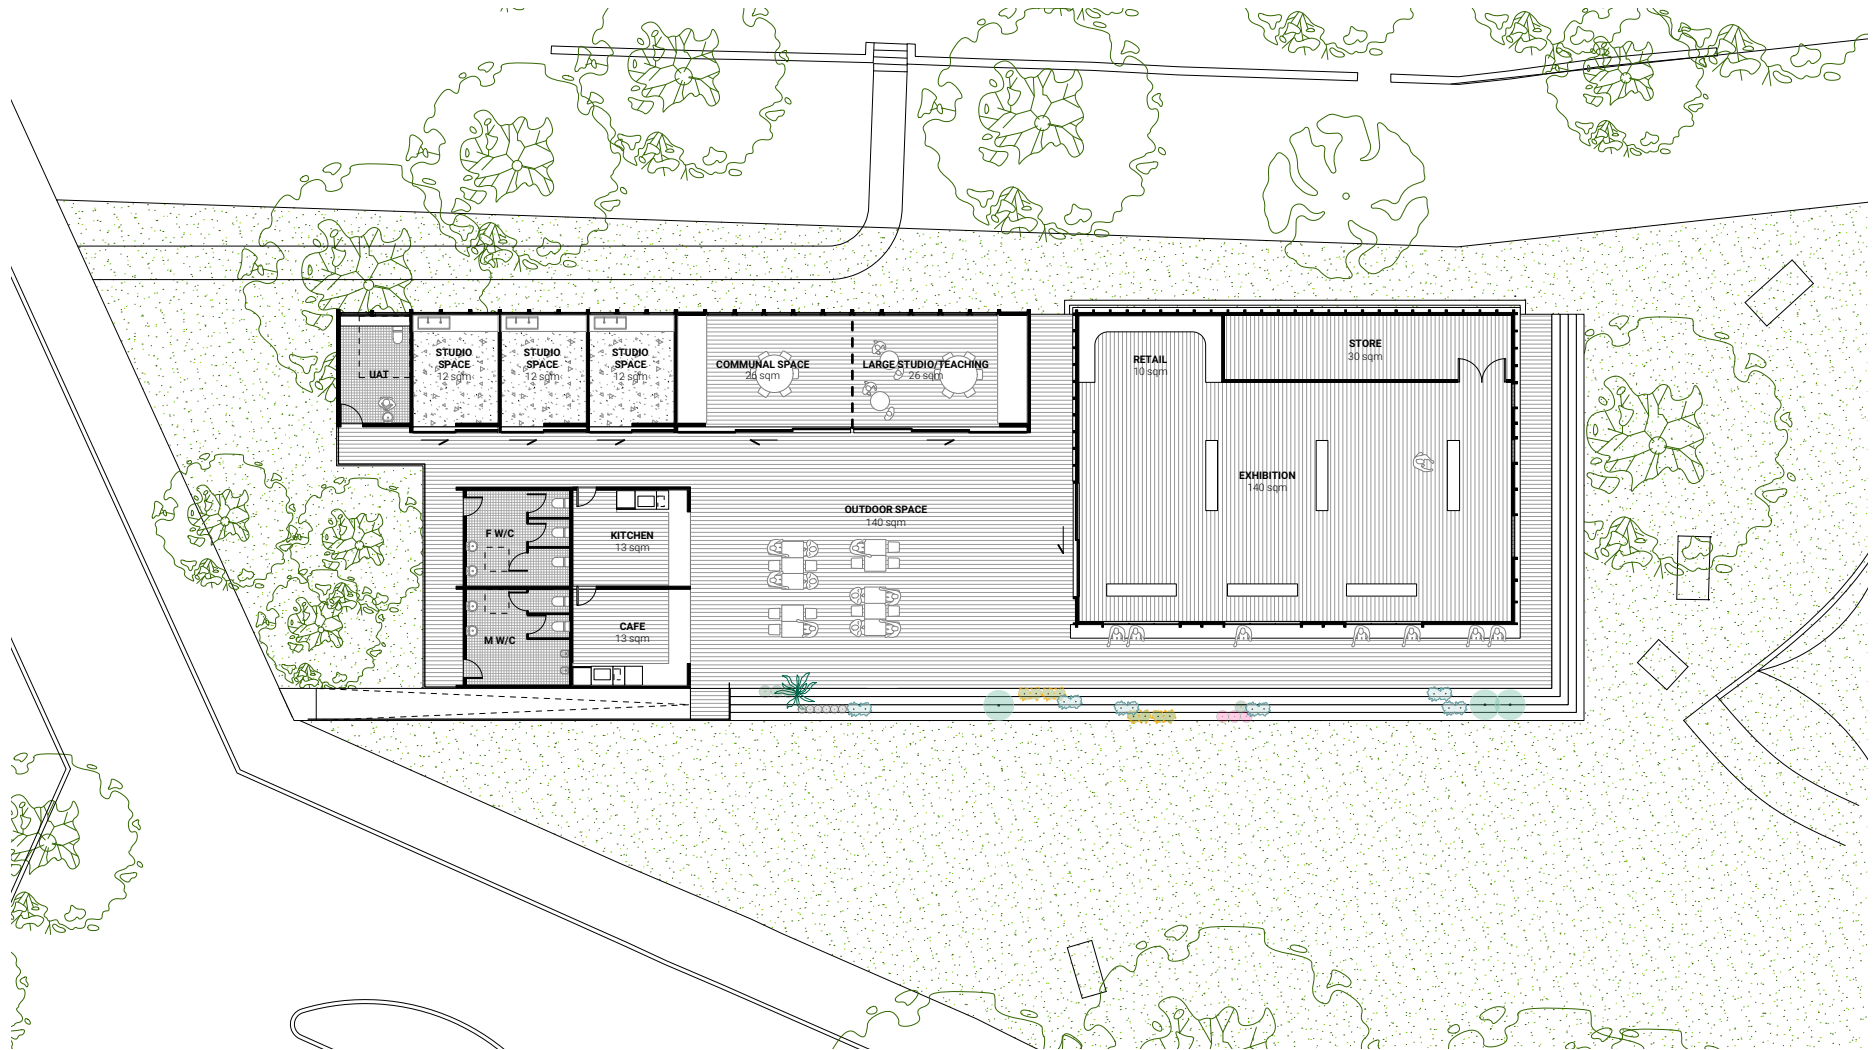 UAT
STUDIO
SPACE
12 sqm
STUDIO
SPACE
12 sqm
STUDIO
SPACE
12 sqm
COMMUNAL SPACE
26 sqm
LARGE STUDIO/TEACHING
26 sqm
RETAIL
10 sqm
STORE
30 sqm
EXHIBITION
140 sqm
OUTDOOR SPACE
140 sqm
F W/C
KITCHEN
13 sqm
M W/C
CAFE
13 sqm